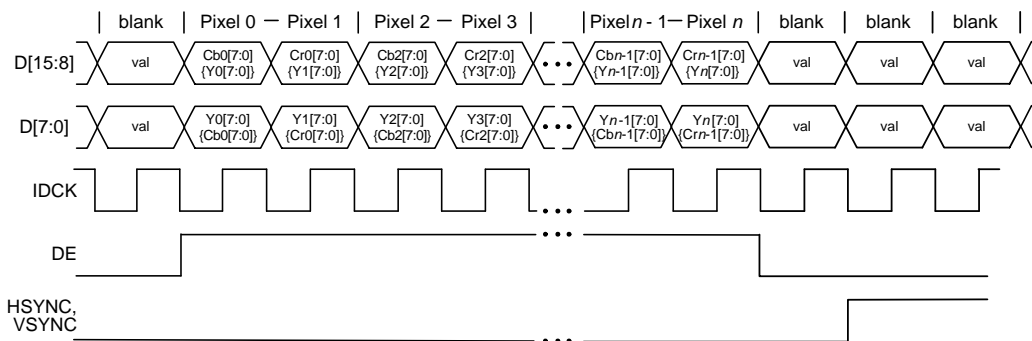 blank Pixel 0 — Pixel 1 Pixel 2 — Pixel 3 Pixel n - 1 — Pixel n blank blank blank
D[15:8] val Cb0[7:0] Cr0[7:0] Cb2[7:0] Cr2[7:0] ••• Cbn-1[7:0] Crn-1[7:0] val val val
{Y0[7:0]} {Y1[7:0]} {Y2[7:0]} {Y3[7:0]} {Yn-1[7:0]} {Yn[7:0]}
D[7:0] val Y0[7:0] Y1[7:0] Y2[7:0] Y3[7:0] ••• Yn-1[7:0] Yn[7:0] val val val
{Cb0[7:0]} {Cr0[7:0]} {Cb2[7:0]} {Cr2[7:0]} {Cbn-1[7:0]} {Crn-1[7:0]}
IDCK
DE
HSYNC,
VSYNC